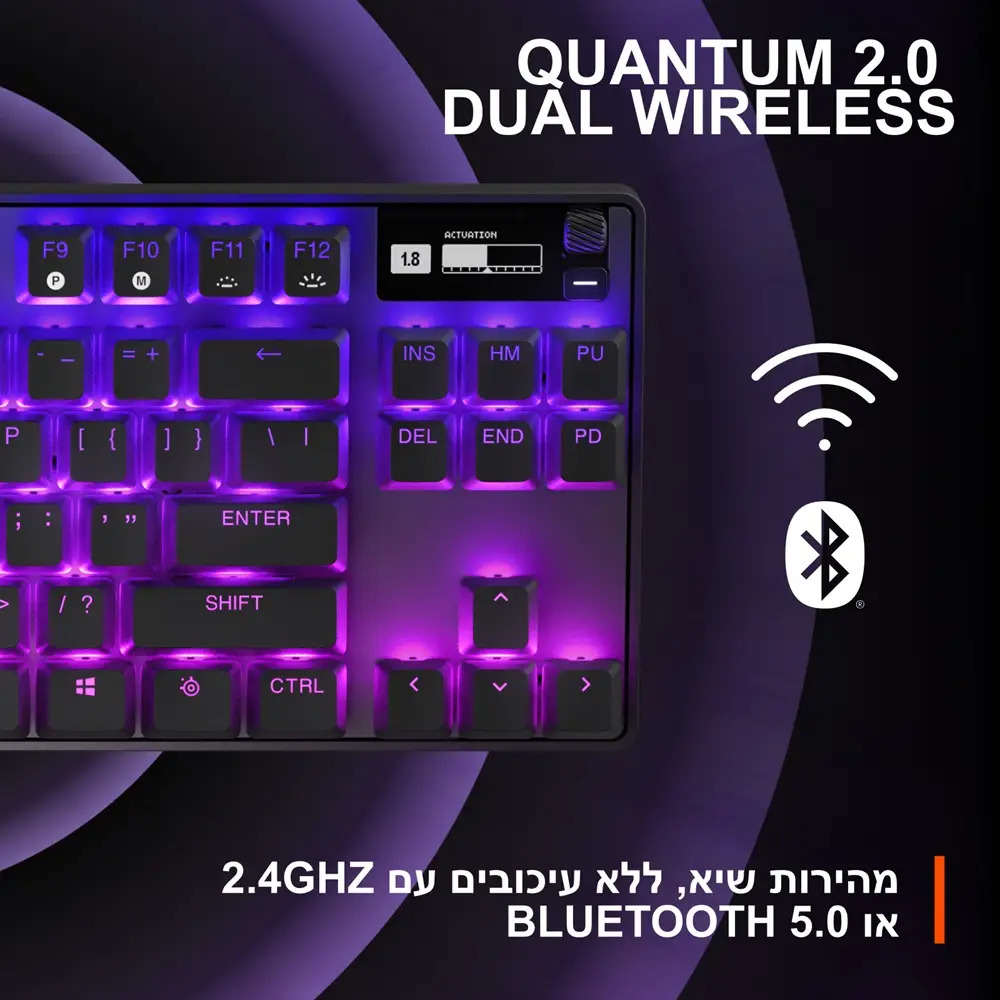 QUANTUM 2.0
DUAL WIRELESS
ACTUATION
1.8
F9 F10 F11 F12
P M
- _ = + ← INS HM PU
P [ { ] } \ | DEL END PD
; : ' " ENTER
> / ? SHIFT ^
CTRL < v >
®
מהירות שיא, ללא עיכובים עם 2.4GHZ
או BLUETOOTH 5.0